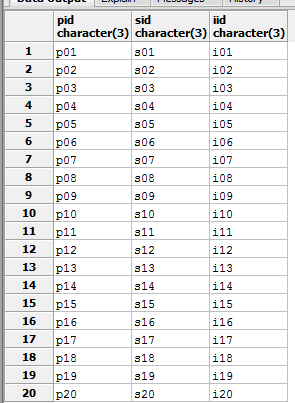 Data Output Explain Messages History
pid sid iid
character(3) character(3) character(3)
1 p01 s01 i01
2 p02 s02 i02
3 p03 s03 i03
4 p04 s04 i04
5 p05 s05 i05
6 p06 s06 i06
7 p07 s07 i07
8 p08 s08 i08
9 p09 s09 i09
10 p10 s10 i10
11 p11 s11 i11
12 p12 s12 i12
13 p13 s13 i13
14 p14 s14 i14
15 p15 s15 i15
16 p16 s16 i16
17 p17 s17 i17
18 p18 s18 i18
19 p19 s19 i19
20 p20 s20 i20